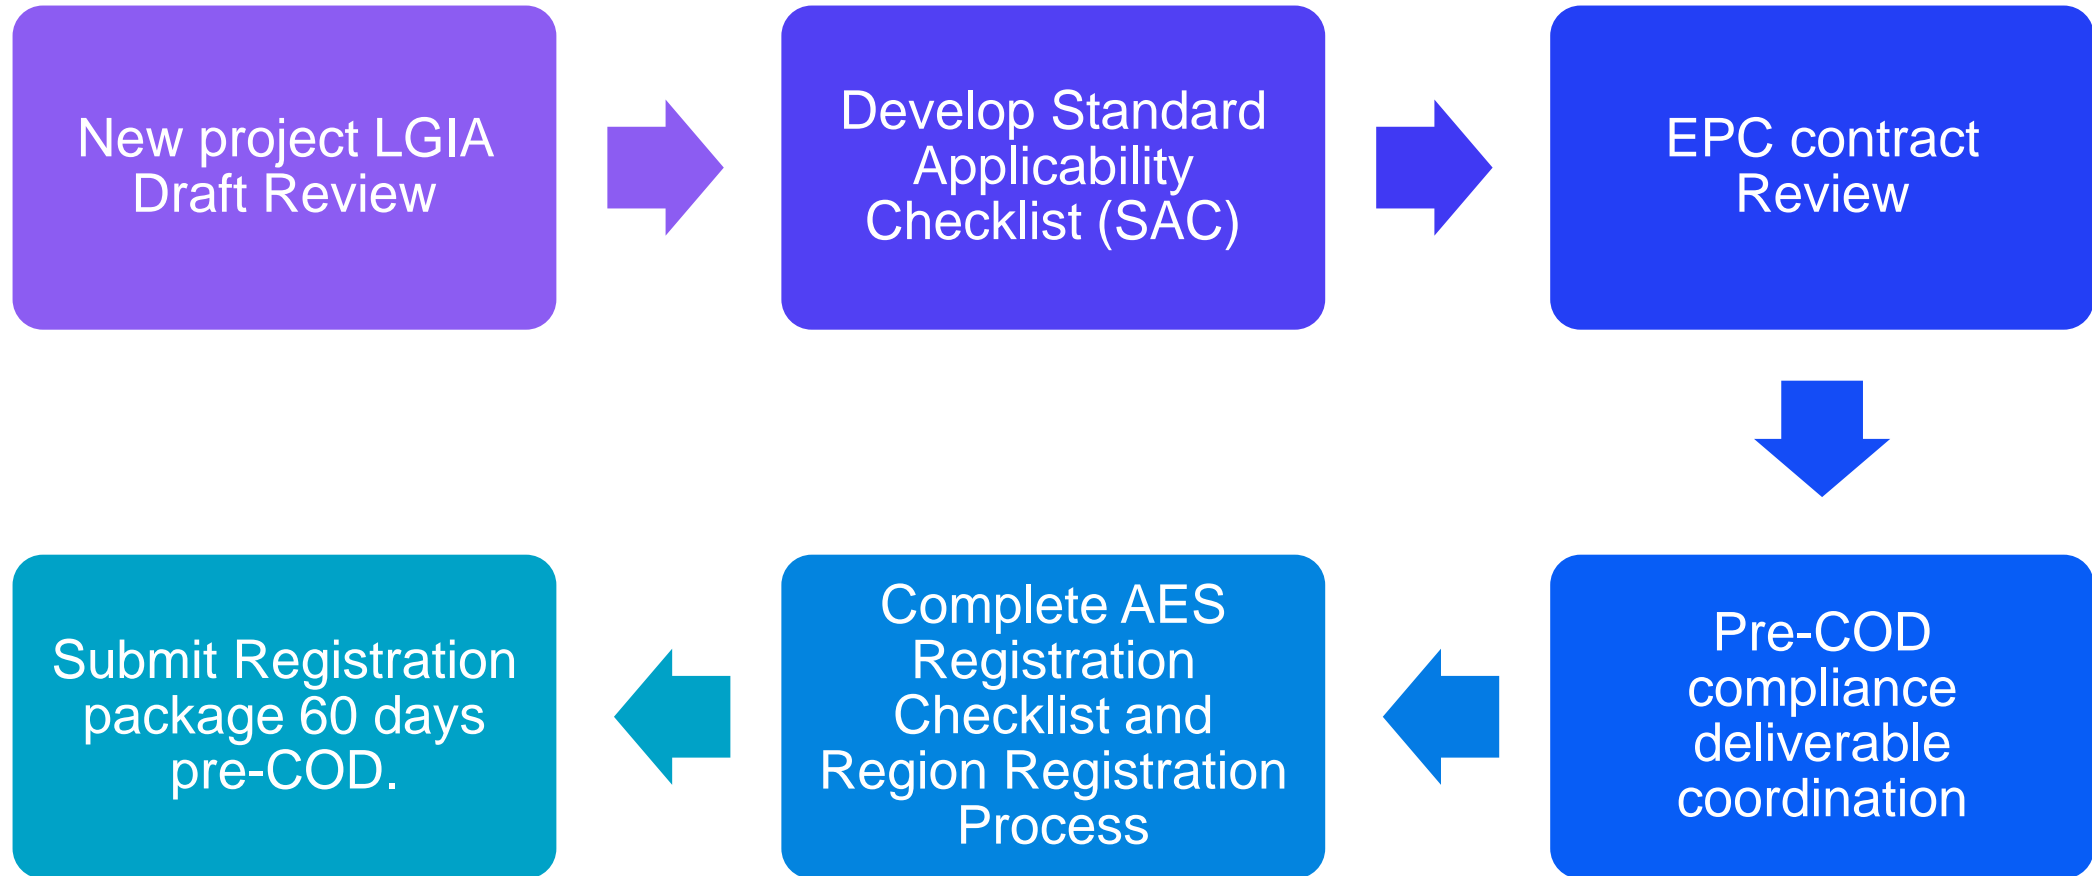 New project LGIA
Draft Review
Develop Standard
Applicability
Checklist (SAC)
EPC contract
Review
Pre-COD
compliance
deliverable
coordination
Complete AES
Registration
Checklist and
Region Registration
Process
Submit Registration
package 60 days
pre-COD.